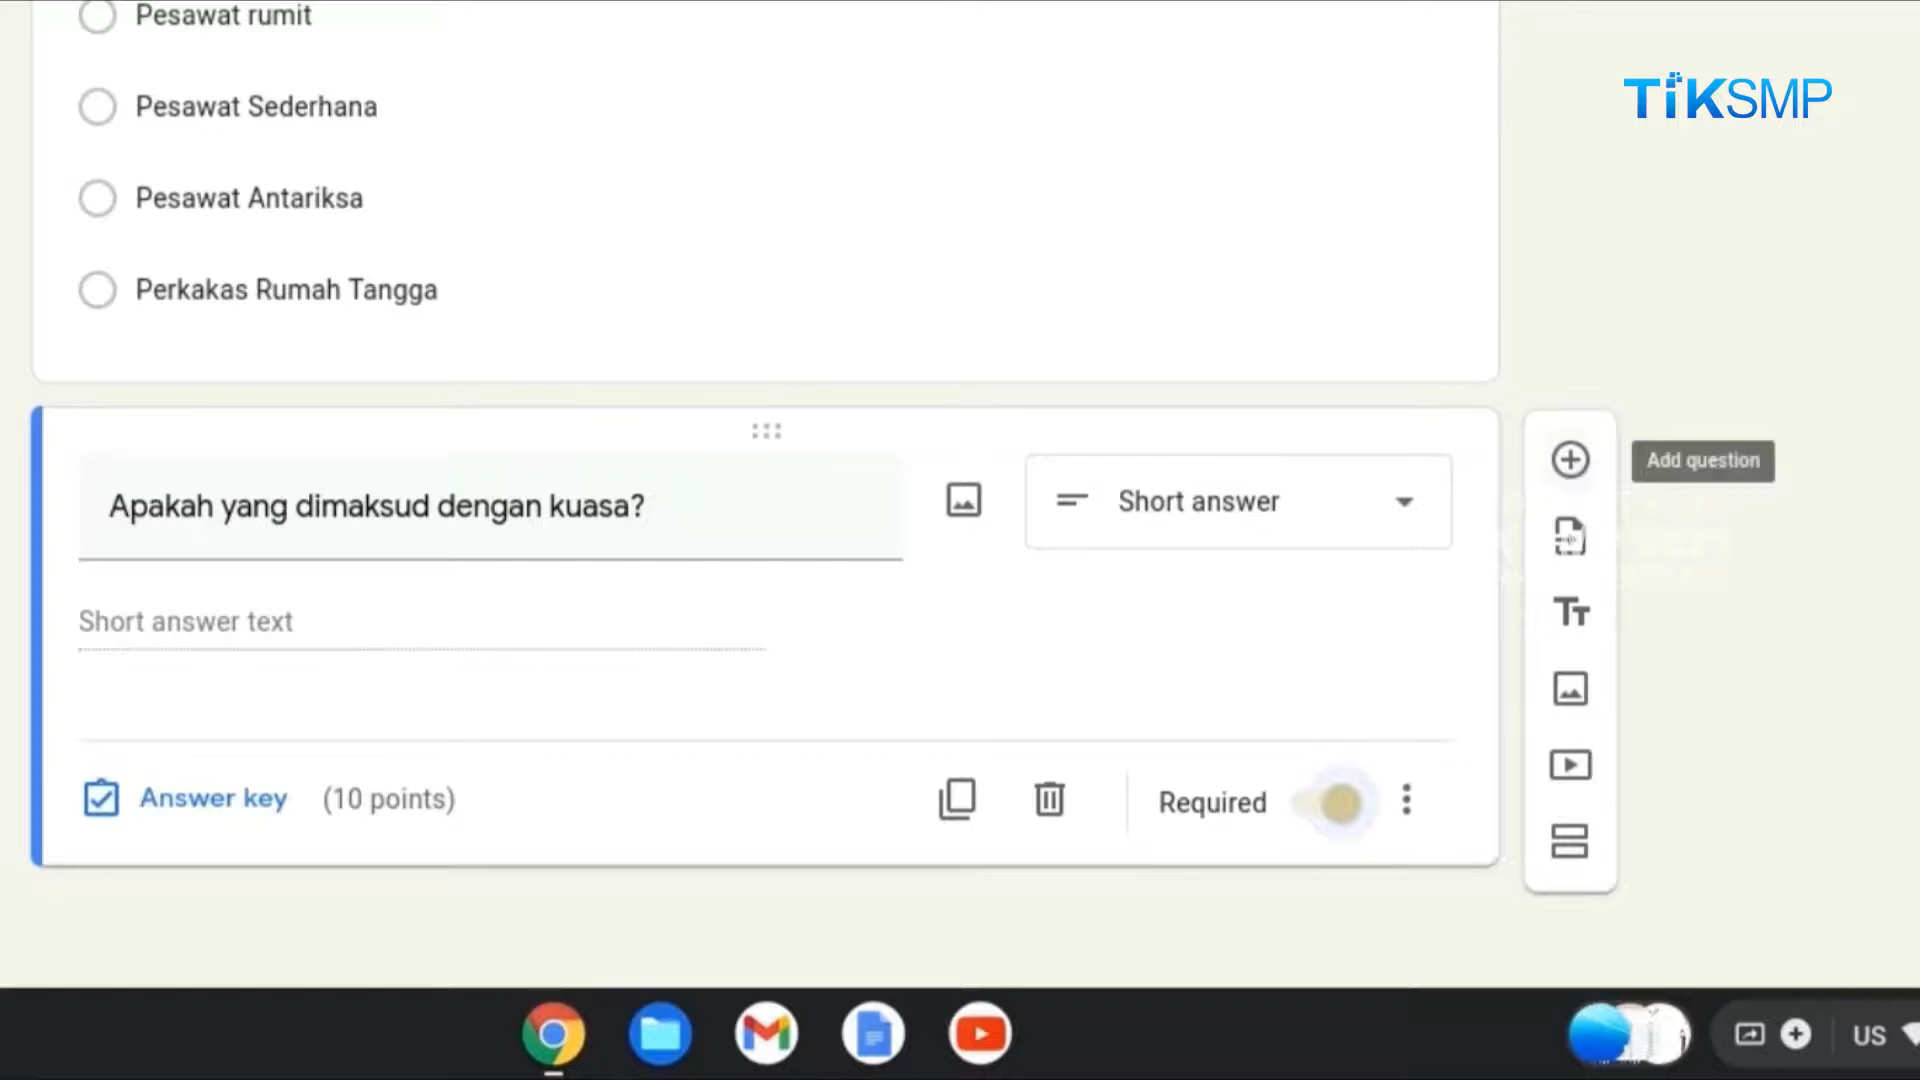 Pesawat rumit
TiKSMP
Pesawat Sederhana
Pesawat Antariksa
Perkakas Rumah Tangga
Apakah yang dimaksud dengan kuasa?
Short answer
Add question
Short answer text
Answer key (10 points)
Required
US